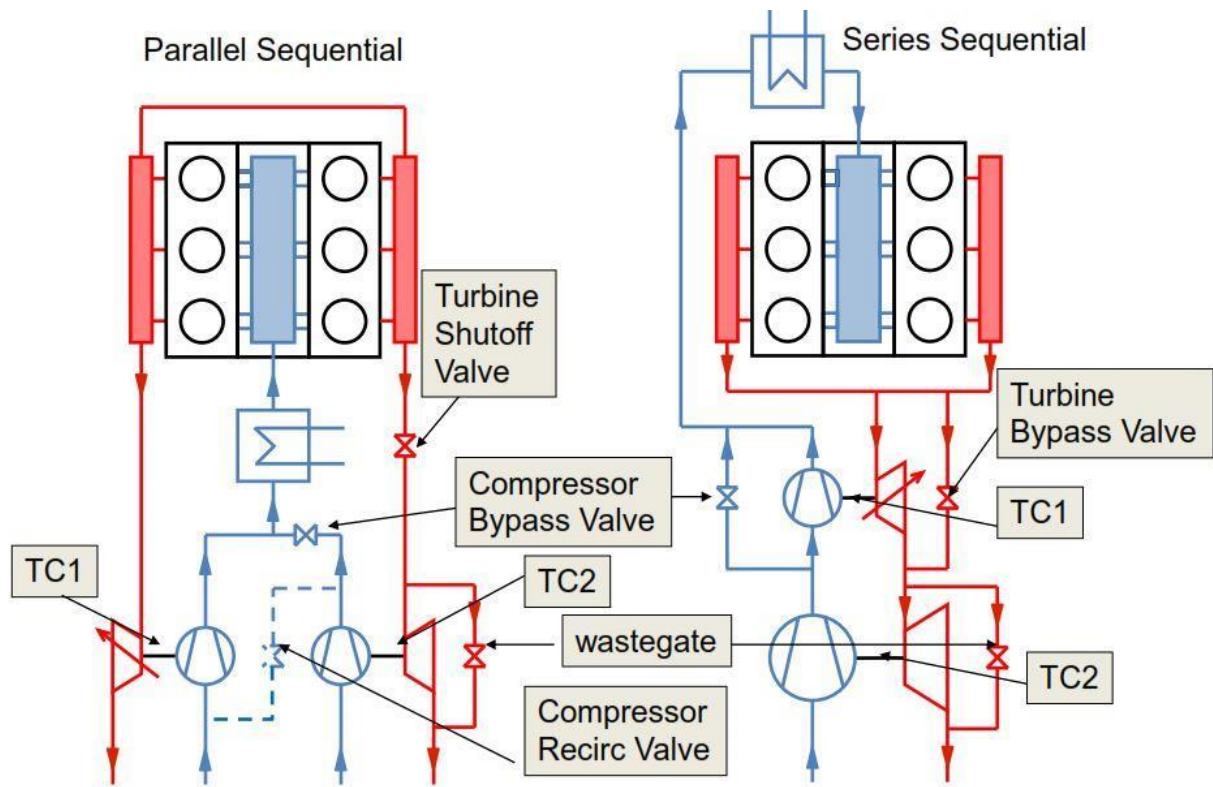 Parallel Sequential
Series Sequential
Turbine
Shutoff
Valve
Turbine
Bypass Valve
Compressor
Bypass Valve
TC1
TC1
TC2
wastegate
TC2
Compressor
Recirc Valve